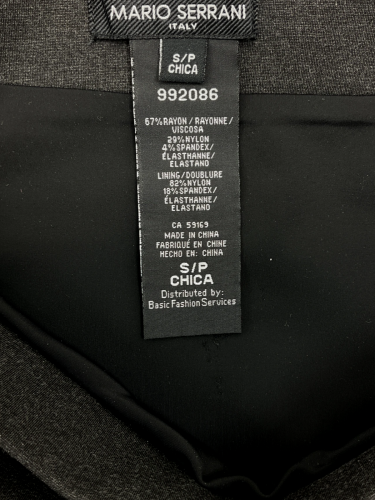 MARIO SERRANI
ITALY
S/P
CHICA
992086
67%RAYON/RAYONNE/
VISCOSA
29%NYLON
4%SPANDEX/
ÉLASTHANNE/
ELASTANO
LINING/DOUBLURE
82%NYLON
18%SPANDEX/
ÉLASTHANNE/
ELASTANO
CA 59169
MADE IN CHINA
FABRIQUÉ EN CHINE
HECHO EN: CHINA
S/P
CHICA
Distributed by:
Basic Fashion Services